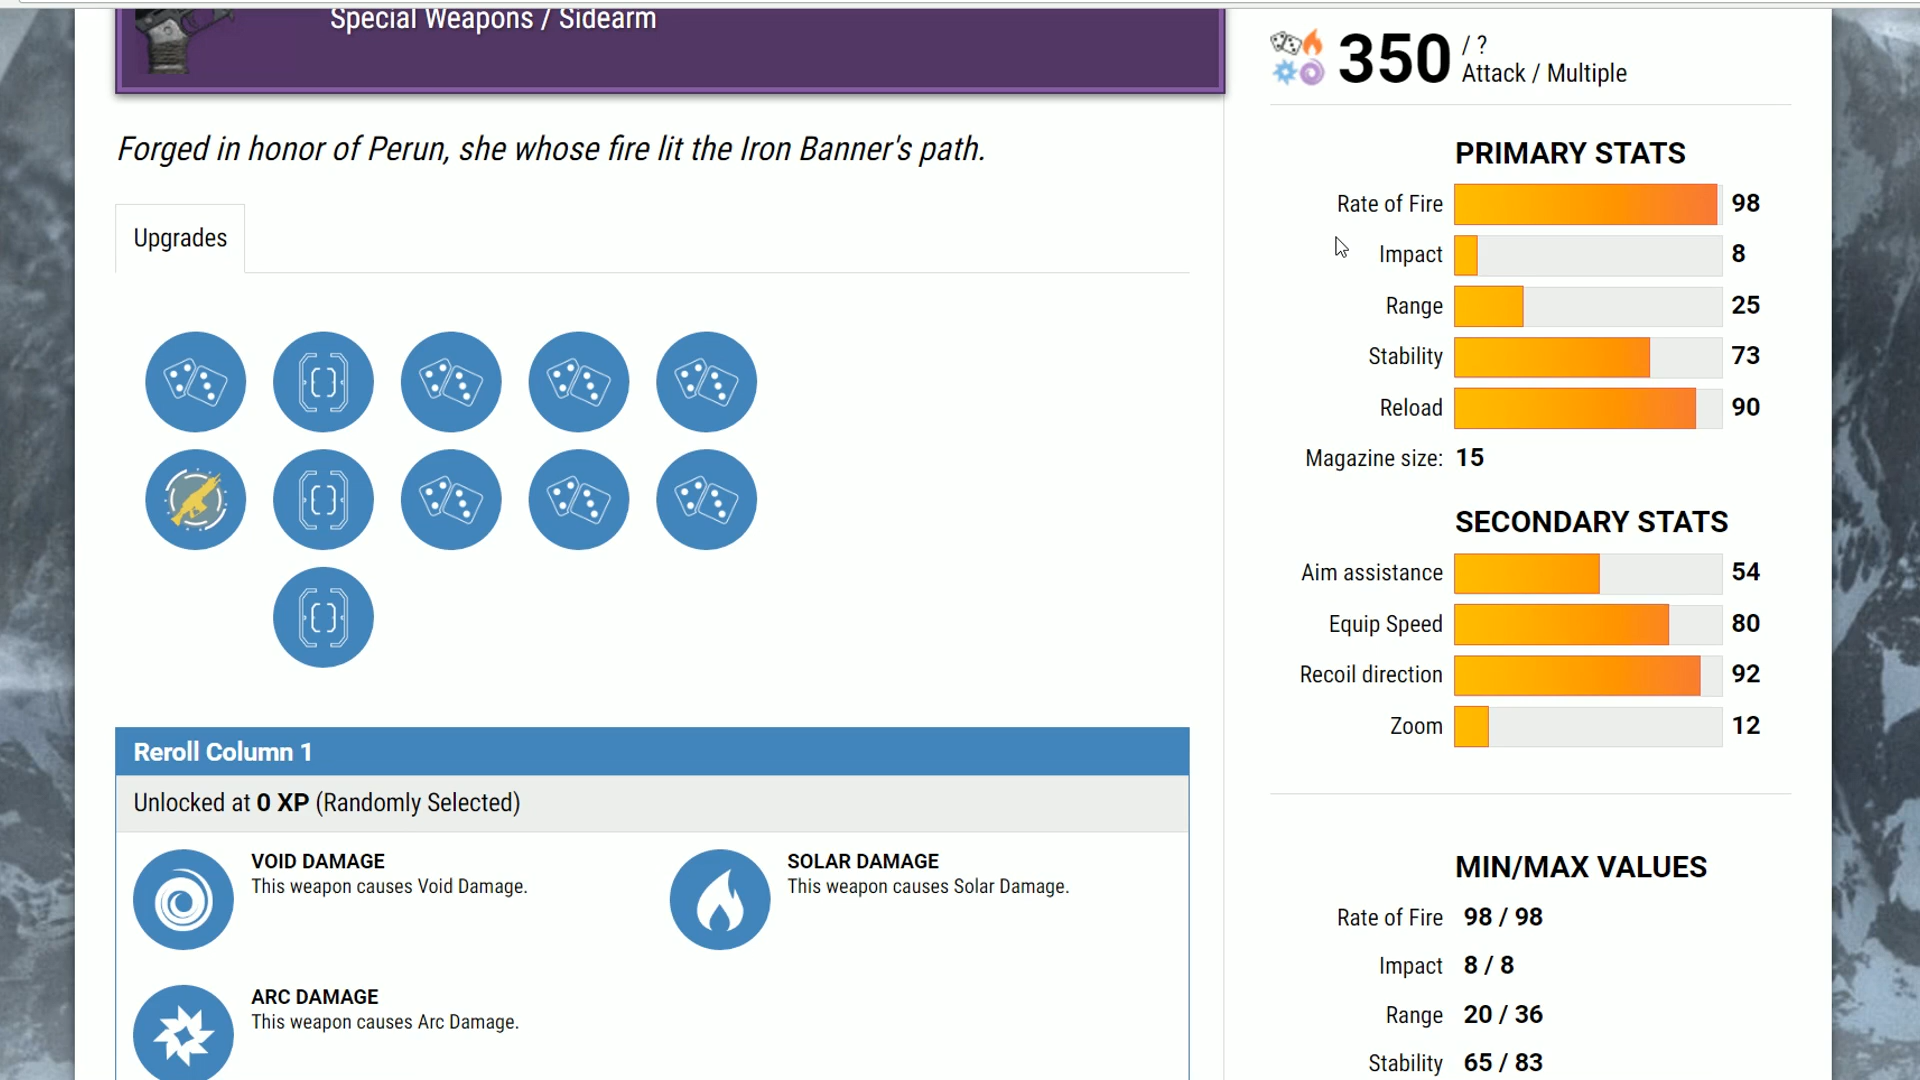 Special Weapons / Sidearm
Forged in honor of Perun, she whose fire lit the Iron Banner's path.
Upgrades
Reroll Column 1
Unlocked at 0 XP (Randomly Selected)
VOID DAMAGE
This weapon causes Void Damage.
SOLAR DAMAGE
This weapon causes Solar Damage.
ARC DAMAGE
This weapon causes Arc Damage.
350 / ?
Attack / Multiple
PRIMARY STATS
Rate of Fire 98
Impact 8
Range 25
Stability 73
Reload 90
Magazine size: 15
SECONDARY STATS
Aim assistance 54
Equip Speed 80
Recoil direction 92
Zoom 12
MIN/MAX VALUES
Rate of Fire 98 / 98
Impact 8 / 8
Range 20 / 36
Stability 65 / 83